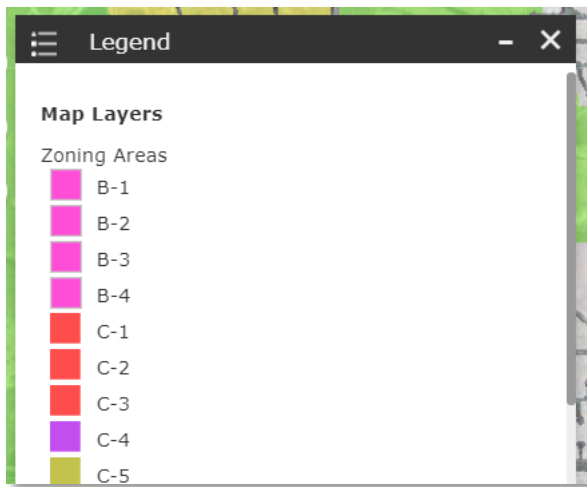 Legend
Map Layers
Zoning Areas
B-1
B-2
B-3
B-4
C-1
C-2
C-3
C-4
C-5